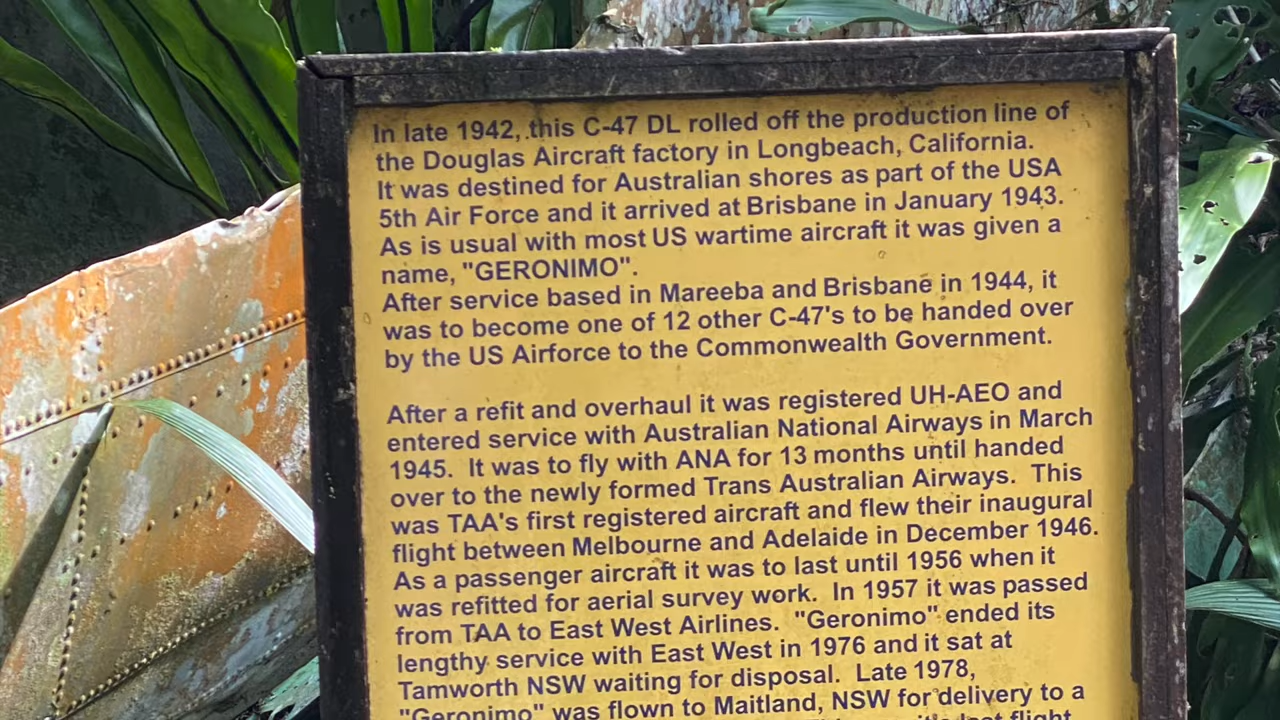 In late 1942, this C-47 DL rolled off the production line of
the Douglas Aircraft factory in Longbeach, California.
It was destined for Australian shores as part of the USA
5th Air Force and it arrived at Brisbane in January 1943.
As is usual with most US wartime aircraft it was given a
name, "GERONIMO".
After service based in Mareeba and Brisbane in 1944, it
was to become one of 12 other C-47's to be handed over
by the US Airforce to the Commonwealth Government.
After a refit and overhaul it was registered UH-AEO and
entered service with Australian National Airways in March
1945. It was to fly with ANA for 13 months until handed
over to the newly formed Trans Australian Airways. This
was TAA's first registered aircraft and flew their inaugural
flight between Melbourne and Adelaide in December 1946.
As a passenger aircraft it was to last until 1956 when it
was refitted for aerial survey work. In 1957 it was passed
from TAA to East West Airlines. "Geronimo" ended its
lengthy service with East West in 1976 and it sat at
Tamworth NSW waiting for disposal. Late 1978,
"Geronimo" was flown to Maitland, NSW for delivery to a
last flight